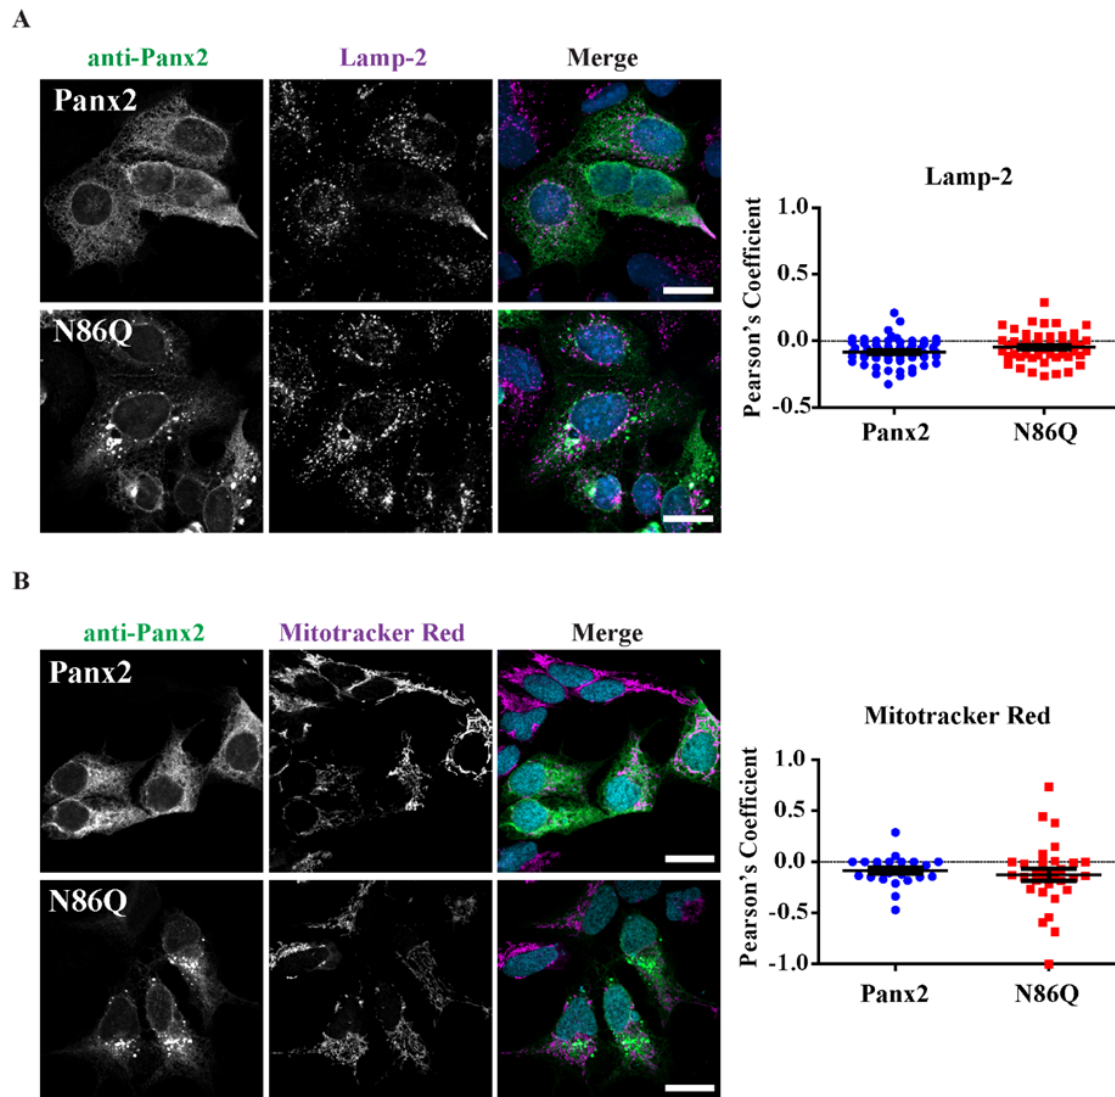 A
anti-Panx2 Lamp-2 Merge
Panx2
N86Q
Lamp-2
Pearson's Coefficient
1.0
0.5
0.0
-0.5
Panx2 N86Q
B
anti-Panx2 Mitotracker Red Merge
Panx2
N86Q
Mitotracker Red
Pearson's Coefficient
1.0
0.5
0.0
-0.5
-1.0
Panx2 N86Q